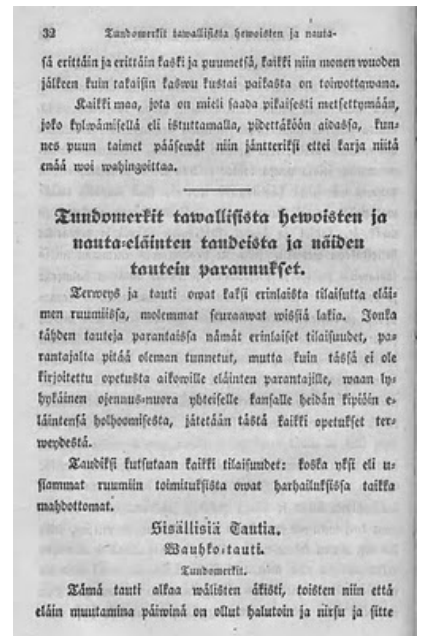 32 Tundomerkit tawallisista hewoisten ja nauta-
sä erittäin ja erittäin kaski ja puumetsä, kaikki niin monen wuoden
jälkeen kuin takaisin kaswu kustai paikasta on toiwottawana.
Kaikki maa, jota on mieli saada pikaisesti metsettymään,
joko kylwämisellä eli istuttamalla, pidettäköön aidassa, kun-
nes puun taimet pääsewät niin jäntteriksi ettei karja niitä
enää woi wahingoittaa.
Tundomerkit tawallisista hewoisten ja
nauta-eläinten taudeista ja näiden
tautein parannukset.
Terweys ja tauti owat kaksi erinlaista tilaisutta eläi-
men ruumiissa, molemmat seuraawat wissiä lakia. Jonka
tähden tauteja parantaissa nämät erinlaiset tilaisuudet, pa-
rantajalta pitää oleman tunnetut, mutta kuin tässä ei ole
kirjoitettu opetusta aikowille eläinten parantajille, waan ly-
hykäinen ojennus-nuora yhteiselle kansalle heidän kipiöin e-
läintensä holhoomisesta, jätetään tästä kaikki opetukset ter-
weydestä.
Taudiksi kutsutaan kaikki tilaisuudet: koska yksi eli u-
siammat ruumiin toimituksista owat harhailuksissa taikka
mahdottomat.
Sisällisiä Tautia.
Wauhko-tauti.
Tundomerkit.
Tämä tauti alkaa wälisten äkisti, toisten niin että
eläin muutamina päiwinä on ollut halutoin ja nirsu ja sitte